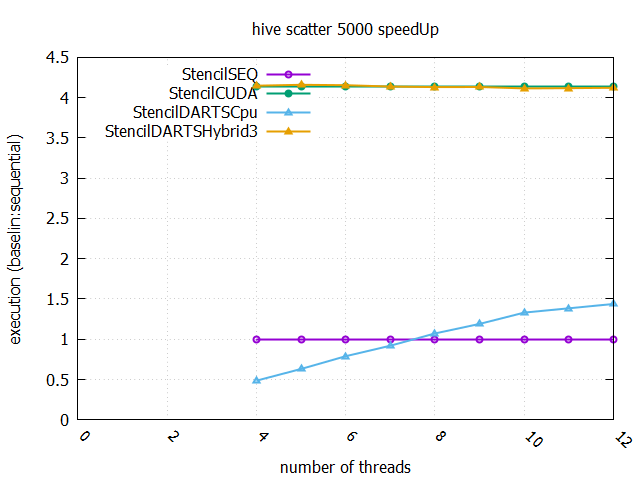 hive scatter 5000 speedUp
4.5
4
3.5
3
2.5
2
1.5
1
0.5
0
execution (baselin:sequential)
StencilSEQ
StencilCUDA
StencilDARTSCpu
StencilDARTSHybrid3
0 2 4 6 8 10 12
number of threads